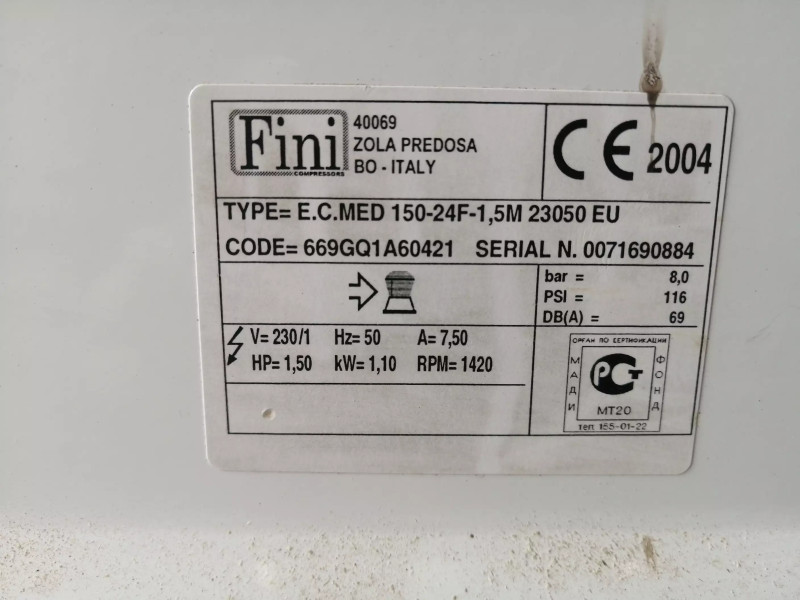 Fini
COMPRESSORS
40069
ZOLA PREDOSA
BO - ITALY
CE 2004
TYPE= E.C.MED 150-24F-1,5M 23050 EU
CODE= 669GQ1A60421 SERIAL N. 0071690884
bar = 8,0
PSI = 116
DB(A) = 69
V= 230/1 Hz= 50 A= 7,50
HP= 1,50 kW= 1,10 RPM= 1420
ОРГАН ПО СЕРТИФИКАЦИИ
МАДИ
РСТ
ФОНД
МТ20
тел. 155-01-22